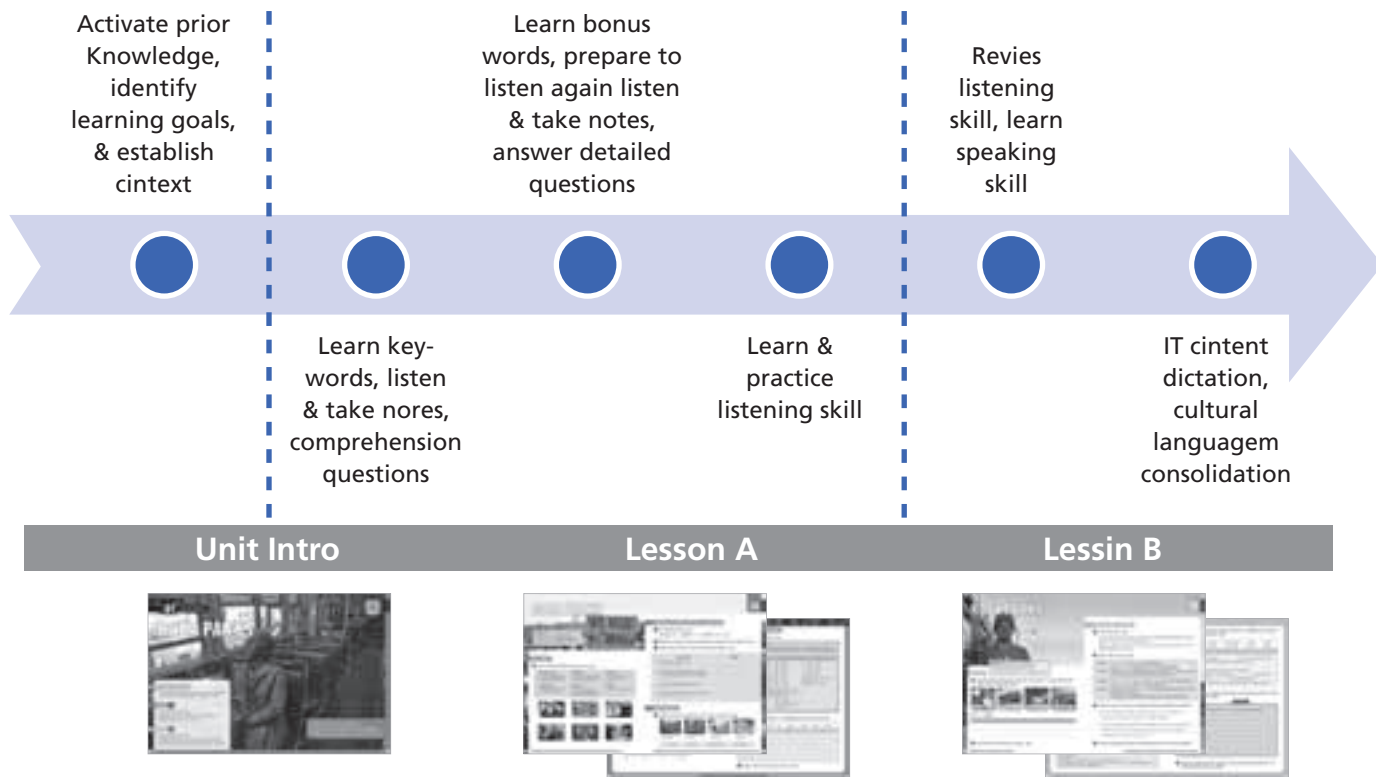 Activate prior
Knowledge,
identify
learning goals,
& establish
cintext
Learn key-
words, listen
& take nores,
comprehension
questions
Learn bonus
words, prepare to
listen again listen
& take notes,
answer detailed
questions
Learn &
practice
listening skill
Revies
listening
skill, learn
speaking
skill
IT cintent
dictation,
cultural
languagem
consolidation
Unit Intro
Lesson A
Lessin B